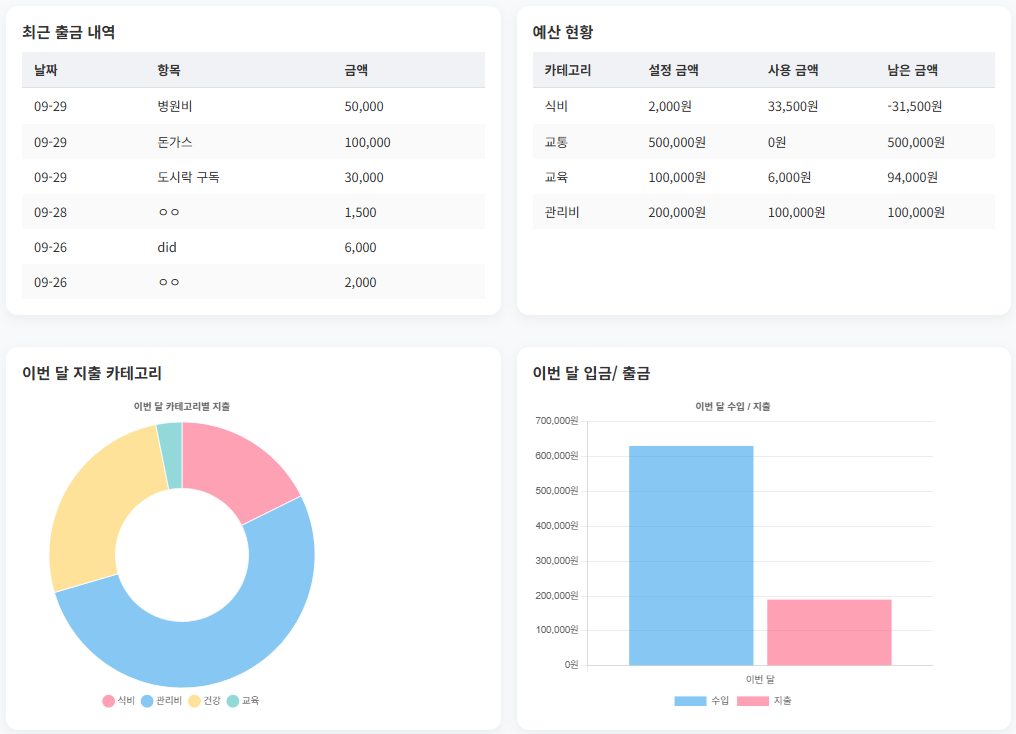 최근 출금 내역
날짜 항목 금액
09-29 병원비 50,000
09-29 돈가스 100,000
09-29 도시락 구독 30,000
09-28 ㅇㅇ 1,500
09-26 did 6,000
09-26 ㅇㅇ 2,000
예산 현황
카테고리 설정 금액 사용 금액 남은 금액
식비 2,000원 33,500원 -31,500원
교통 500,000원 0원 500,000원
교육 100,000원 6,000원 94,000원
관리비 200,000원 100,000원 100,000원
이번 달 지출 카테고리
이번 달 카테고리별 지출
식비 관리비 건강 교육
이번 달 입금/ 출금
이번 달 수입 / 지출
700,000원
600,000원
500,000원
400,000원
300,000원
200,000원
100,000원
0원
이번 달
수입 지출